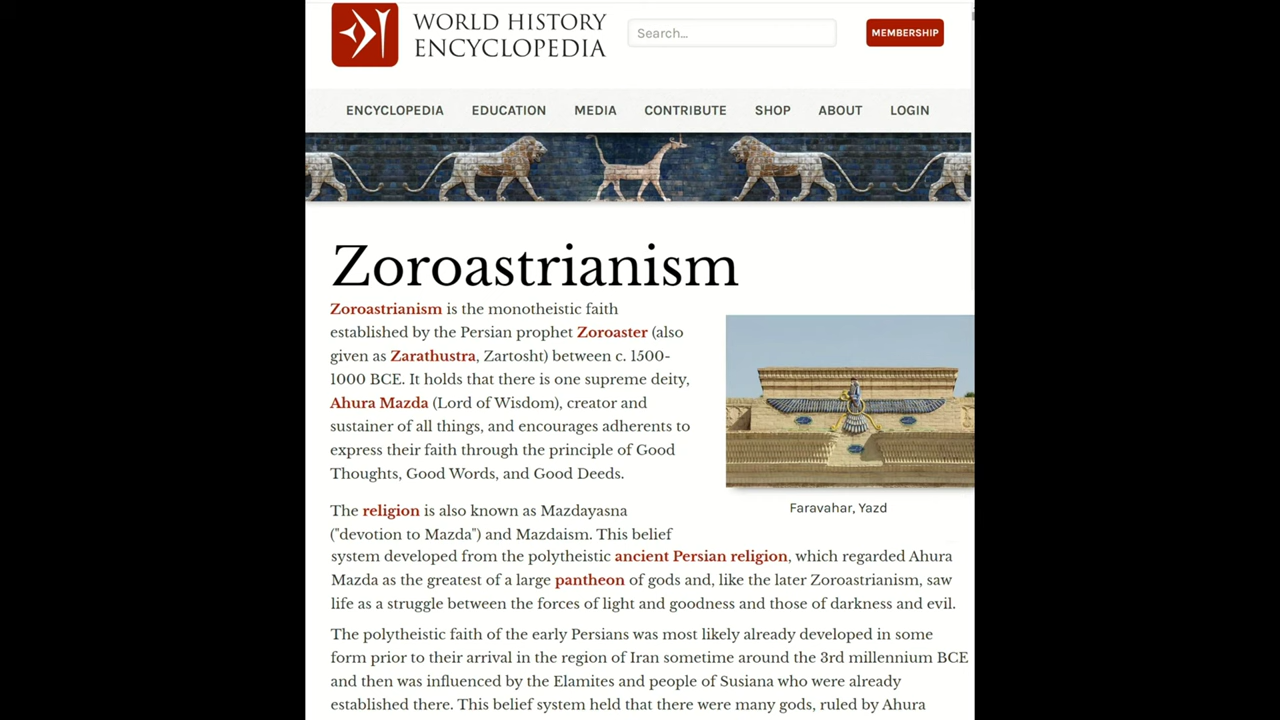 WORLD HISTORY
ENCYCLOPEDIA
Search...
MEMBERSHIP
ENCYCLOPEDIA EDUCATION MEDIA CONTRIBUTE SHOP ABOUT LOGIN
Zoroastrianism
Zoroastrianism is the monotheistic faith
established by the Persian prophet Zoroaster (also
given as Zarathustra, Zartosht) between c. 1500-
1000 BCE. It holds that there is one supreme deity,
Ahura Mazda (Lord of Wisdom), creator and
sustainer of all things, and encourages adherents to
express their faith through the principle of Good
Thoughts, Good Words, and Good Deeds.
Faravahar, Yazd
The religion is also known as Mazdayasna
("devotion to Mazda") and Mazdaism. This belief
system developed from the polytheistic ancient Persian religion, which regarded Ahura
Mazda as the greatest of a large pantheon of gods and, like the later Zoroastrianism, saw
life as a struggle between the forces of light and goodness and those of darkness and evil.
The polytheistic faith of the early Persians was most likely already developed in some
form prior to their arrival in the region of Iran sometime around the 3rd millennium BCE
and then was influenced by the Elamites and people of Susiana who were already
established there. This belief system held that there were many gods, ruled by Ahura